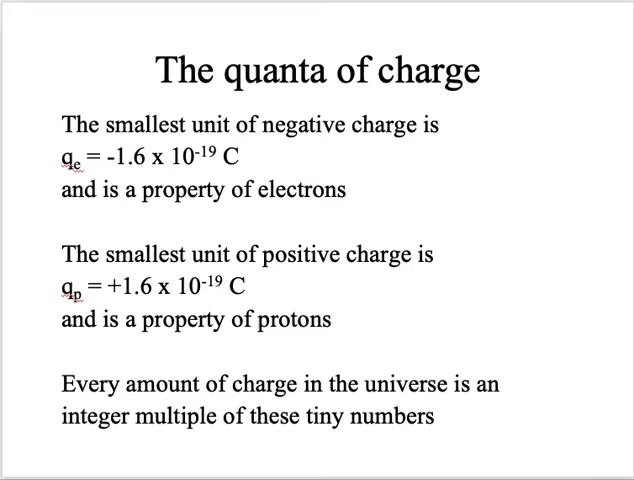 The quanta of charge
The smallest unit of negative charge is
qₑ = -1.6 x 10⁻¹⁹ C
and is a property of electrons
The smallest unit of positive charge is
qₚ = +1.6 x 10⁻¹⁹ C
and is a property of protons
Every amount of charge in the universe is an
integer multiple of these tiny numbers